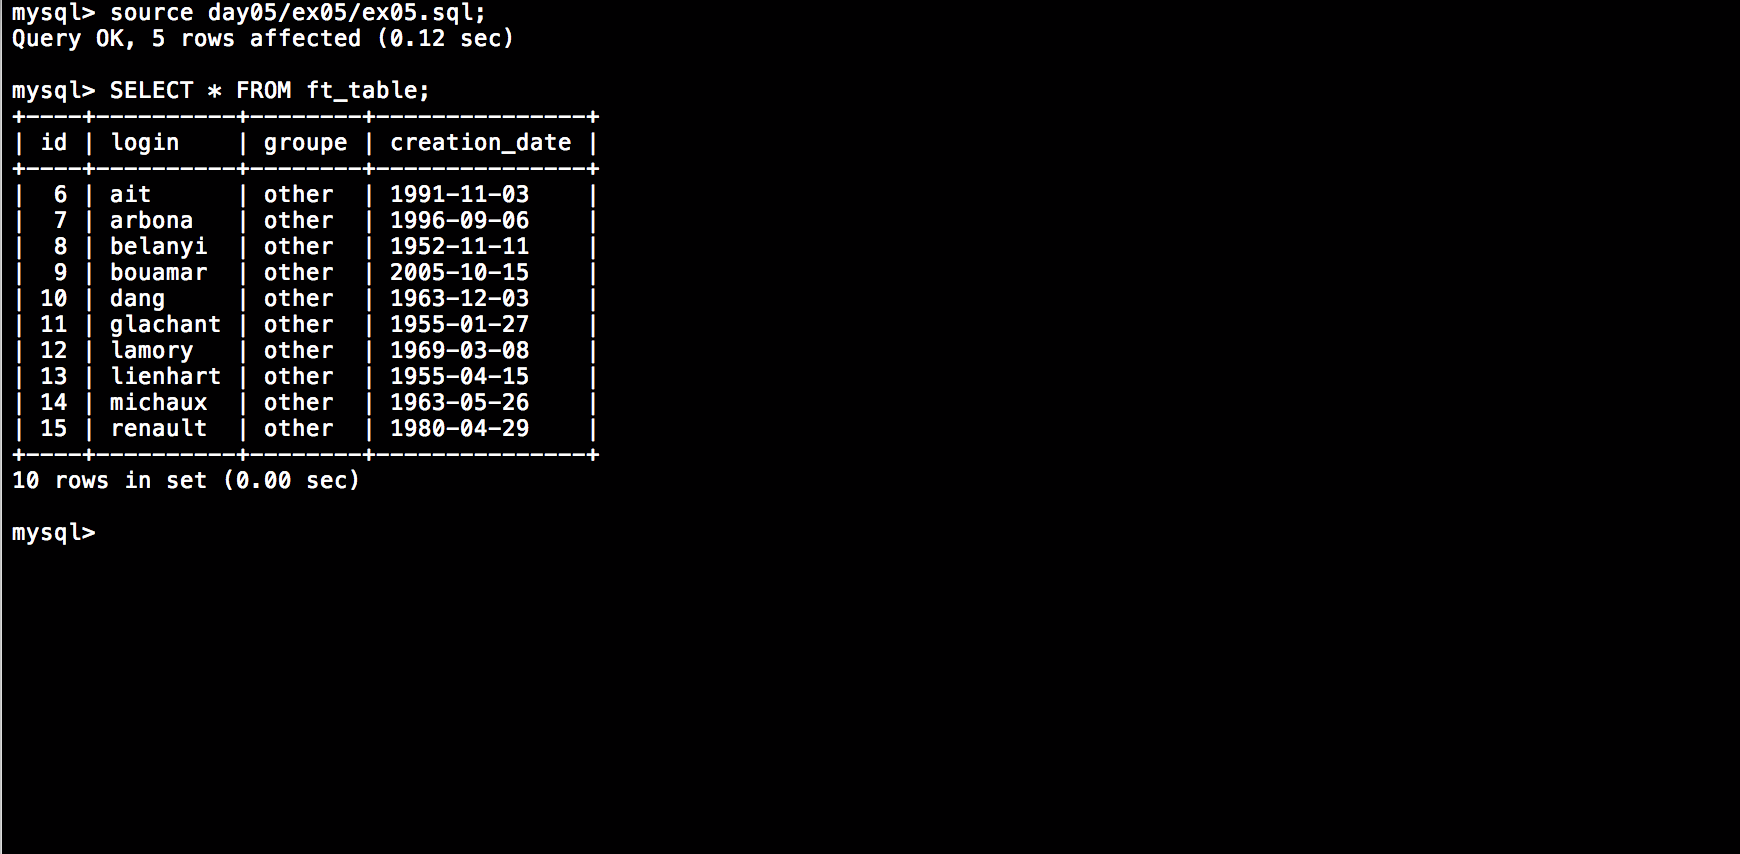 mysql> source day05/ex05/ex05.sql;
Query OK, 5 rows affected (0.12 sec)
mysql> SELECT * FROM ft_table;
+----+----------+--------+---------------+
| id | login    | groupe | creation_date |
+----+----------+--------+---------------+
|  6 | ait      | other  | 1991-11-03    |
|  7 | arbona   | other  | 1996-09-06    |
|  8 | belanyi  | other  | 1952-11-11    |
|  9 | bouamar  | other  | 2005-10-15    |
| 10 | dang     | other  | 1963-12-03    |
| 11 | glachant | other  | 1955-01-27    |
| 12 | lamory   | other  | 1969-03-08    |
| 13 | lienhart | other  | 1955-04-15    |
| 14 | michaux  | other  | 1963-05-26    |
| 15 | renault  | other  | 1980-04-29    |
+----+----------+--------+---------------+
10 rows in set (0.00 sec)
mysql>